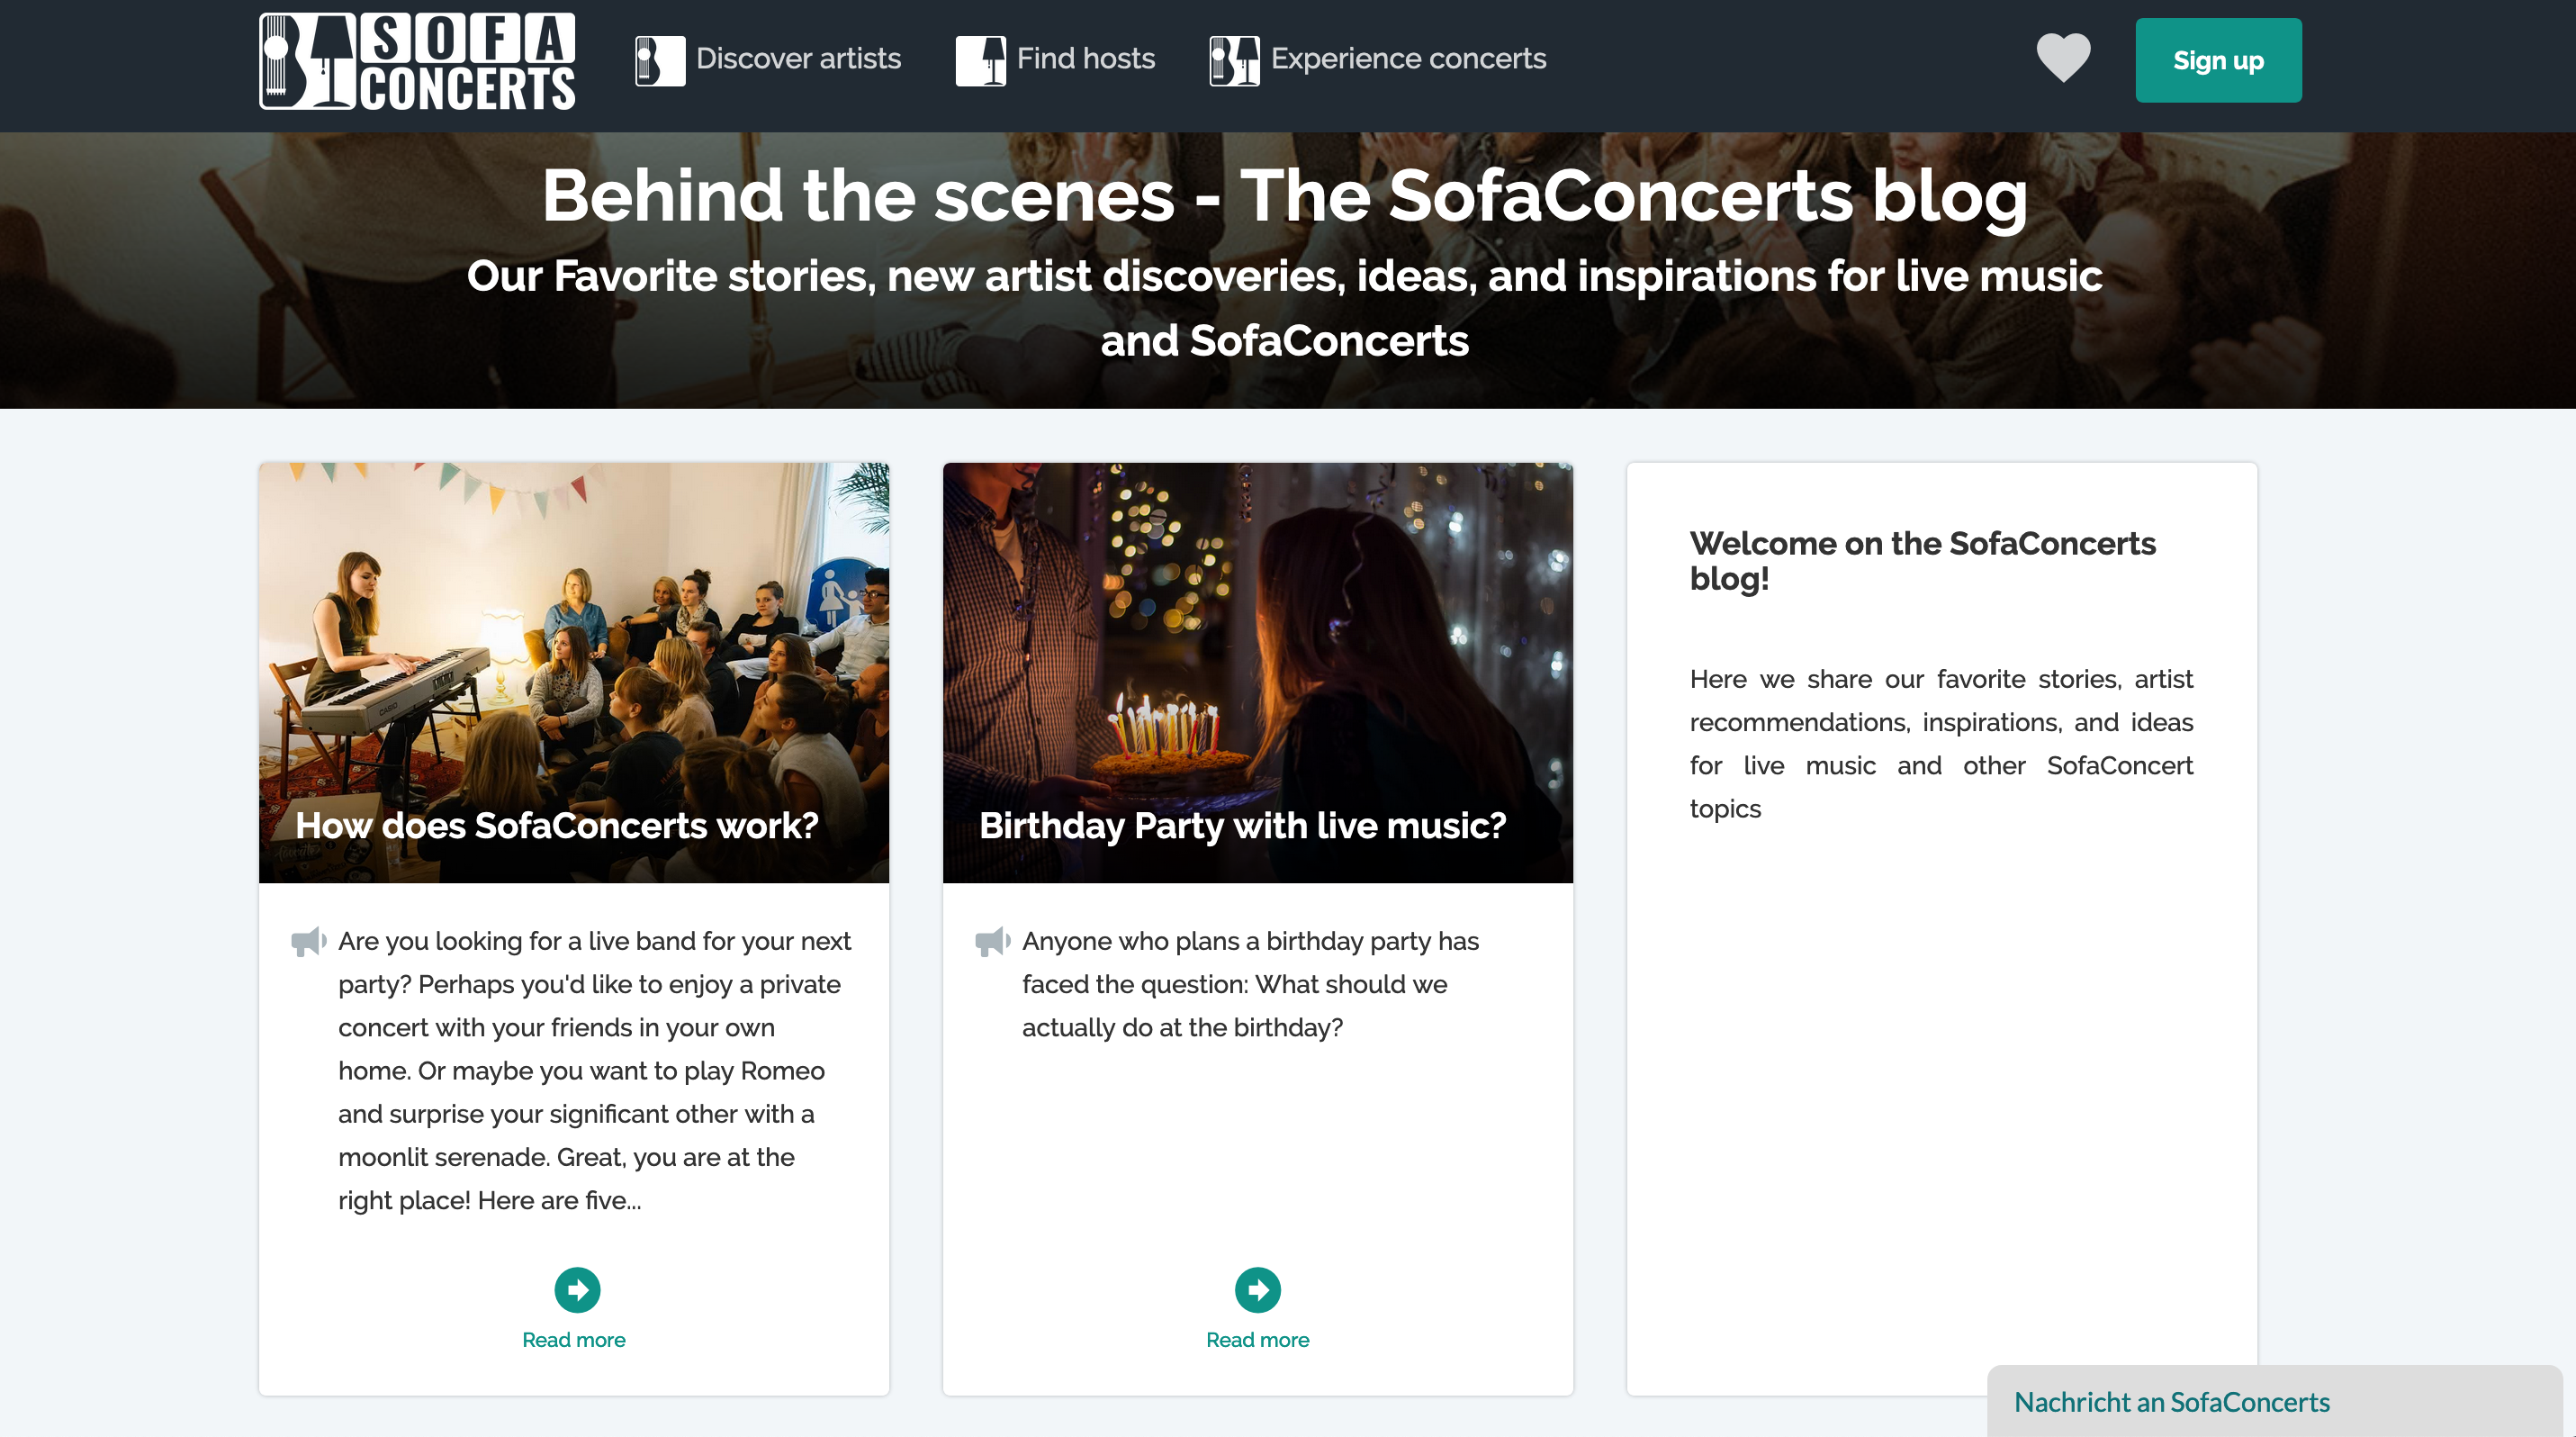 SOFA
CONCERTS
Discover artists
Find hosts
Experience concerts
Sign up
Behind the scenes - The SofaConcerts blog
Our Favorite stories, new artist discoveries, ideas, and inspirations for live music
and SofaConcerts
CASIO
How does SofaConcerts work?
Are you looking for a live band for your next
party? Perhaps you'd like to enjoy a private
concert with your friends in your own
home. Or maybe you want to play Romeo
and surprise your significant other with a
moonlit serenade. Great, you are at the
right place! Here are five...
Read more
Birthday Party with live music?
Anyone who plans a birthday party has
faced the question: What should we
actually do at the birthday?
Read more
Welcome on the SofaConcerts
blog!
Here we share our favorite stories, artist
recommendations, inspirations, and ideas
for live music and other SofaConcert
topics
Nachricht an SofaConcerts